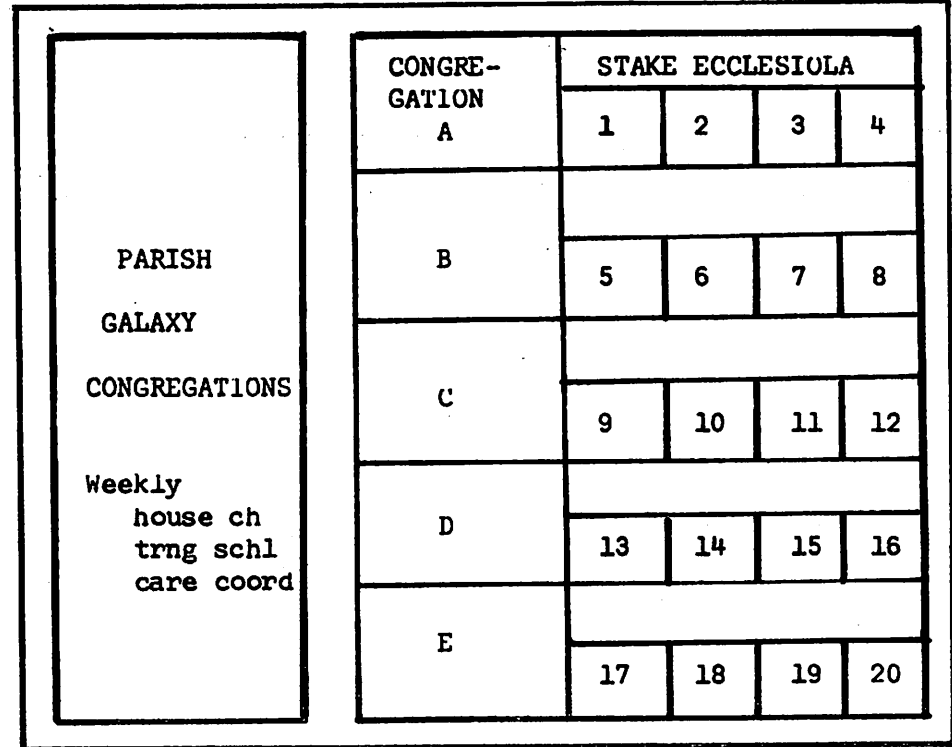 PARISH
GALAXY
CONGREGATIONS
Weekly
house ch
trng schl
care coord
CONGRE-
GATION
A
STAKE ECCLESIOLA
1 2 3 4
B
5 6 7 8
C
9 10 11 12
D
13 14 15 16
E
17 18 19 20